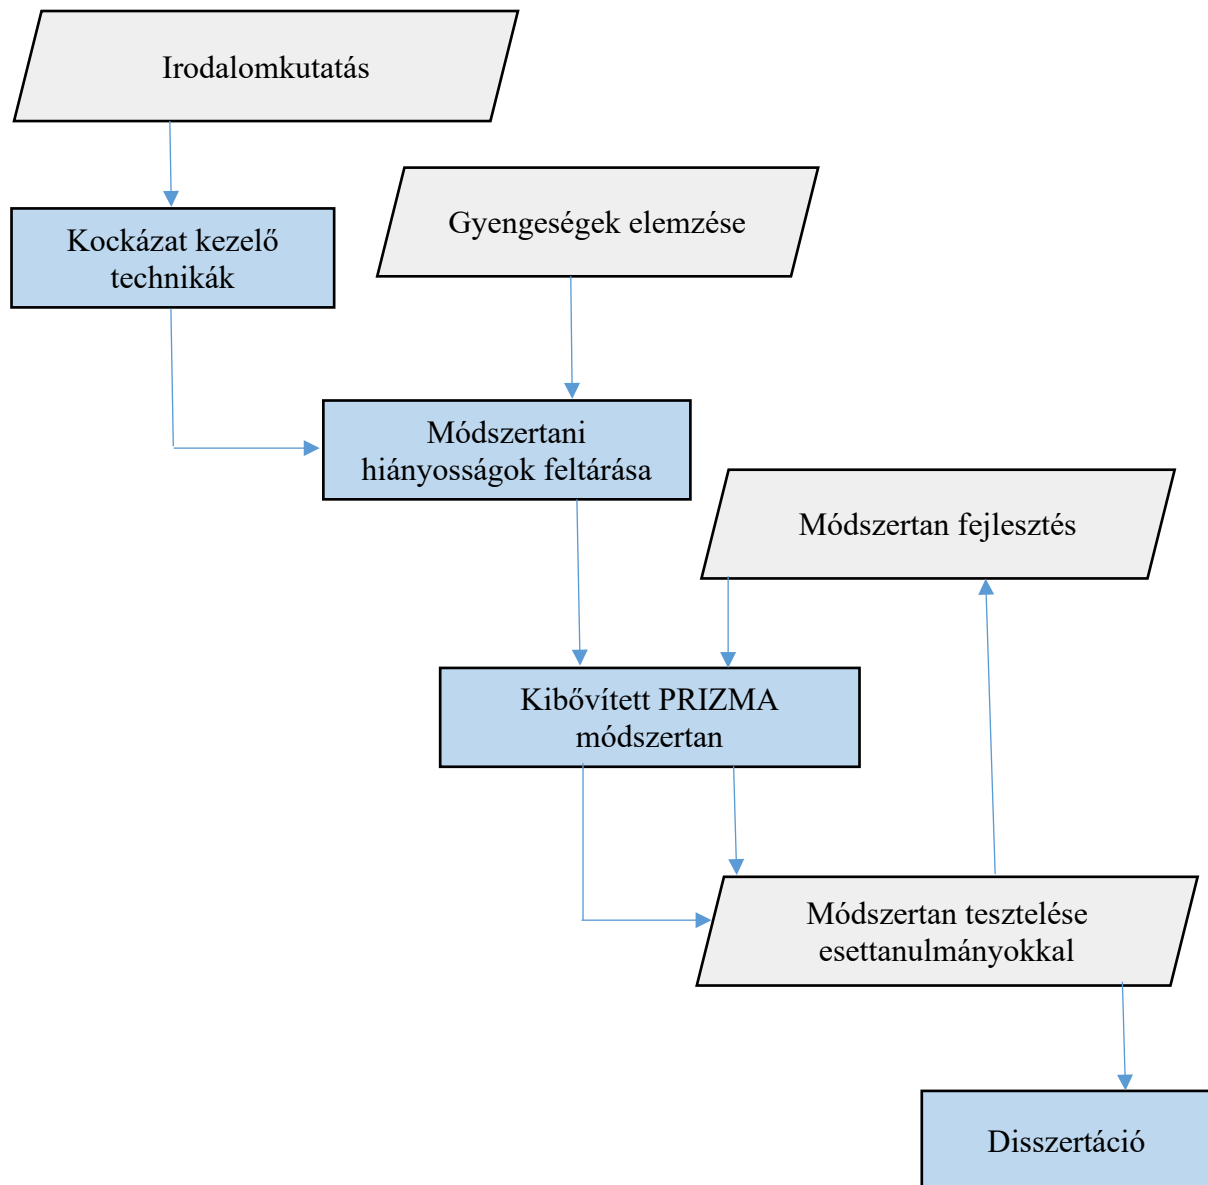 Irodalomkutatás
Gyengeségek elemzése
Kockázat kezelő
technikák
Módszertani
hiányosságok feltárása
Módszertan fejlesztés
Kibővített PRIZMA
módszertan
Módszertan tesztelése
esettanulmányokkal
Disszertáció